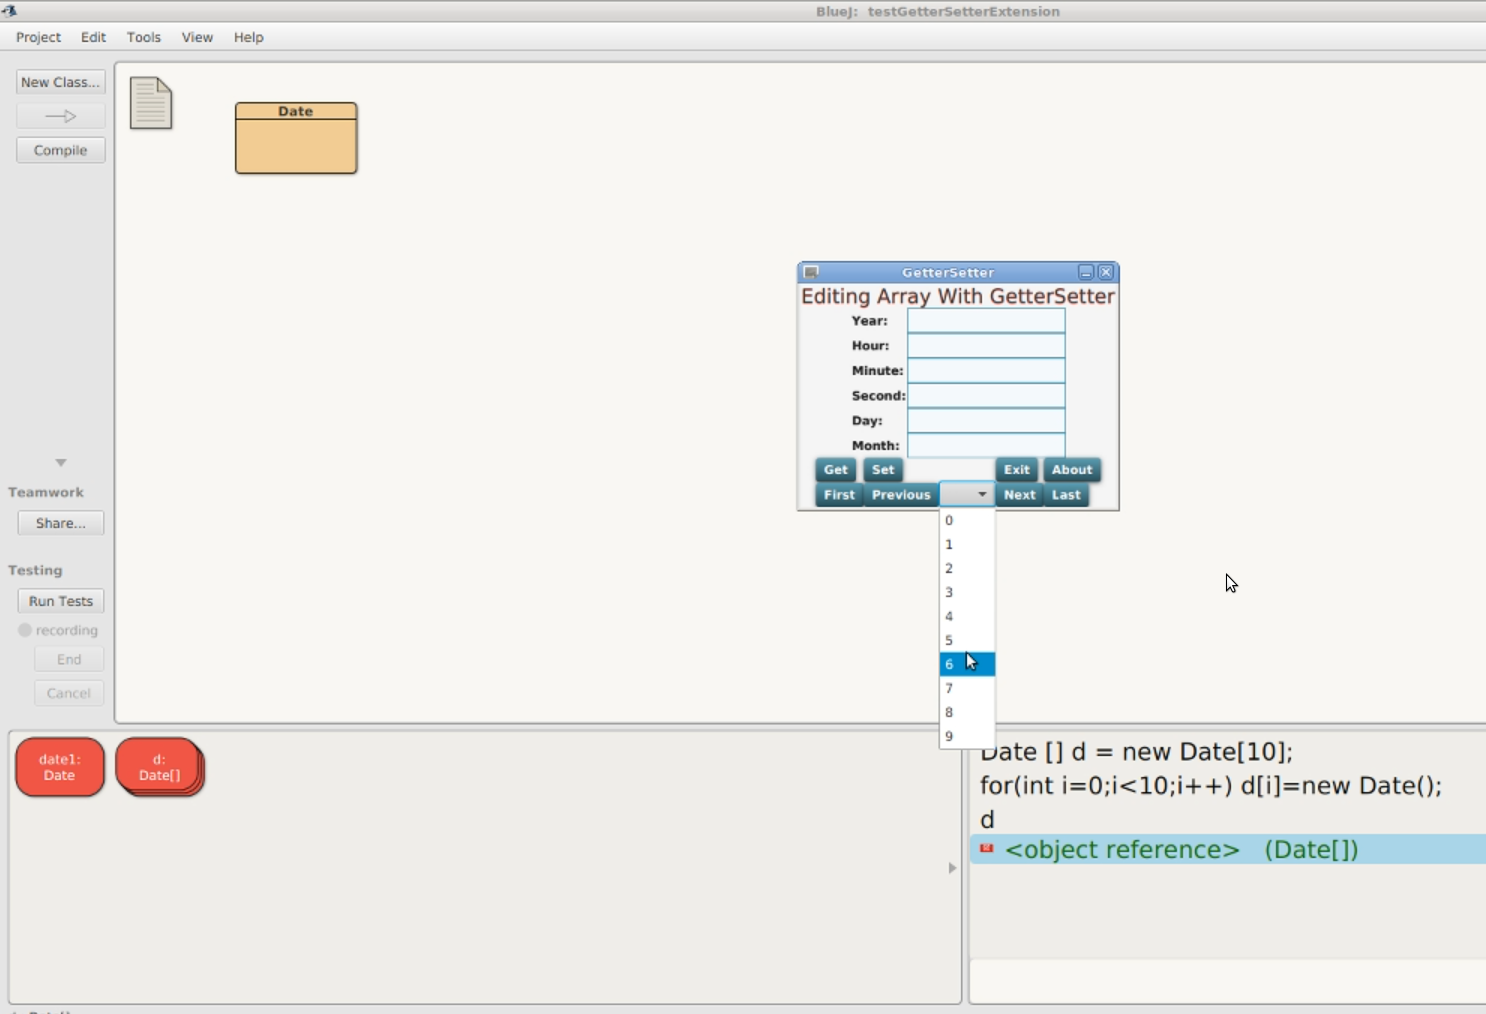 BlueJ: testGetterSetterExtension
Project Edit Tools View Help
New Class...
Compile
Date
GetterSetter
Editing Array With GetterSetter
Year:
Hour:
Minute:
Second:
Day:
Month:
Get Set Exit About
First Previous Next Last
0
1
2
3
4
5
6
7
8
9
Teamwork
Share...
Testing
Run Tests
recording
End
Cancel
date1:
Date
d:
Date[]
Date [] d = new Date[10];
for(int i=0;i<10;i++) d[i]=new Date();
d
<object reference> (Date[])